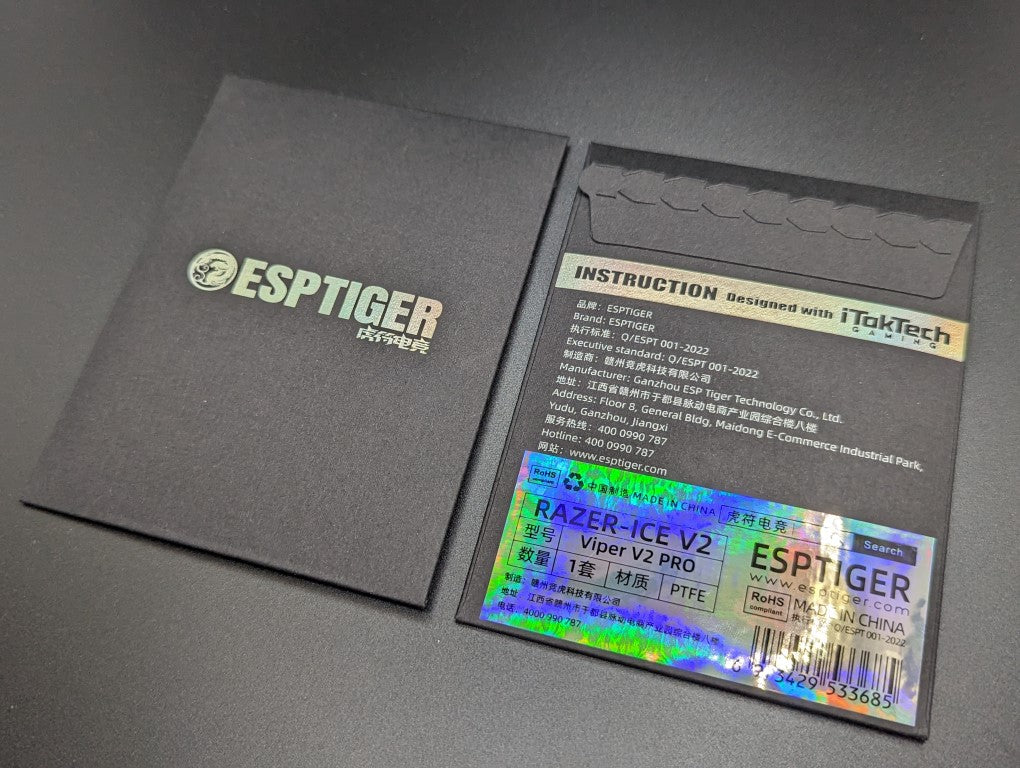 ESPTIGER
虎符电竞
INSTRUCTION Designed with iTokTech
GAMING
品牌：ESPTIGER
Brand: ESPTIGER
执行标准：Q/ESPT 001-2022
Executive standard: Q/ESPT 001-2022
制造商：赣州竞虎科技有限公司
Manufacturer: Ganzhou ESP Tiger Technology Co., Ltd.
地址：江西省赣州市于都县脉动电商产业园综合楼八楼
Address: Floor 8, General Bldg, Maidong E-Commerce Industrial Park,
Yudu, Ganzhou, Jiangxi
服务热线：400 0990 787
Hotline: 400 0990 787
网站：www.esptiger.com
RoHS
compliant
中国制造 MADE IN CHINA
虎符电竞 Search
RAZER-ICE V2
型号 Viper V2 PRO
数量 1套 材质 PTFE
制造：赣州竞虎科技有限公司
地址：江西省赣州市于都县脉动电商产业园综合楼八楼
电话：4000 990 787
ESPTIGER
www.esptiger.com
RoHS
compliant
MADE IN CHINA
Q/ESPT 001-2022
3429 533685